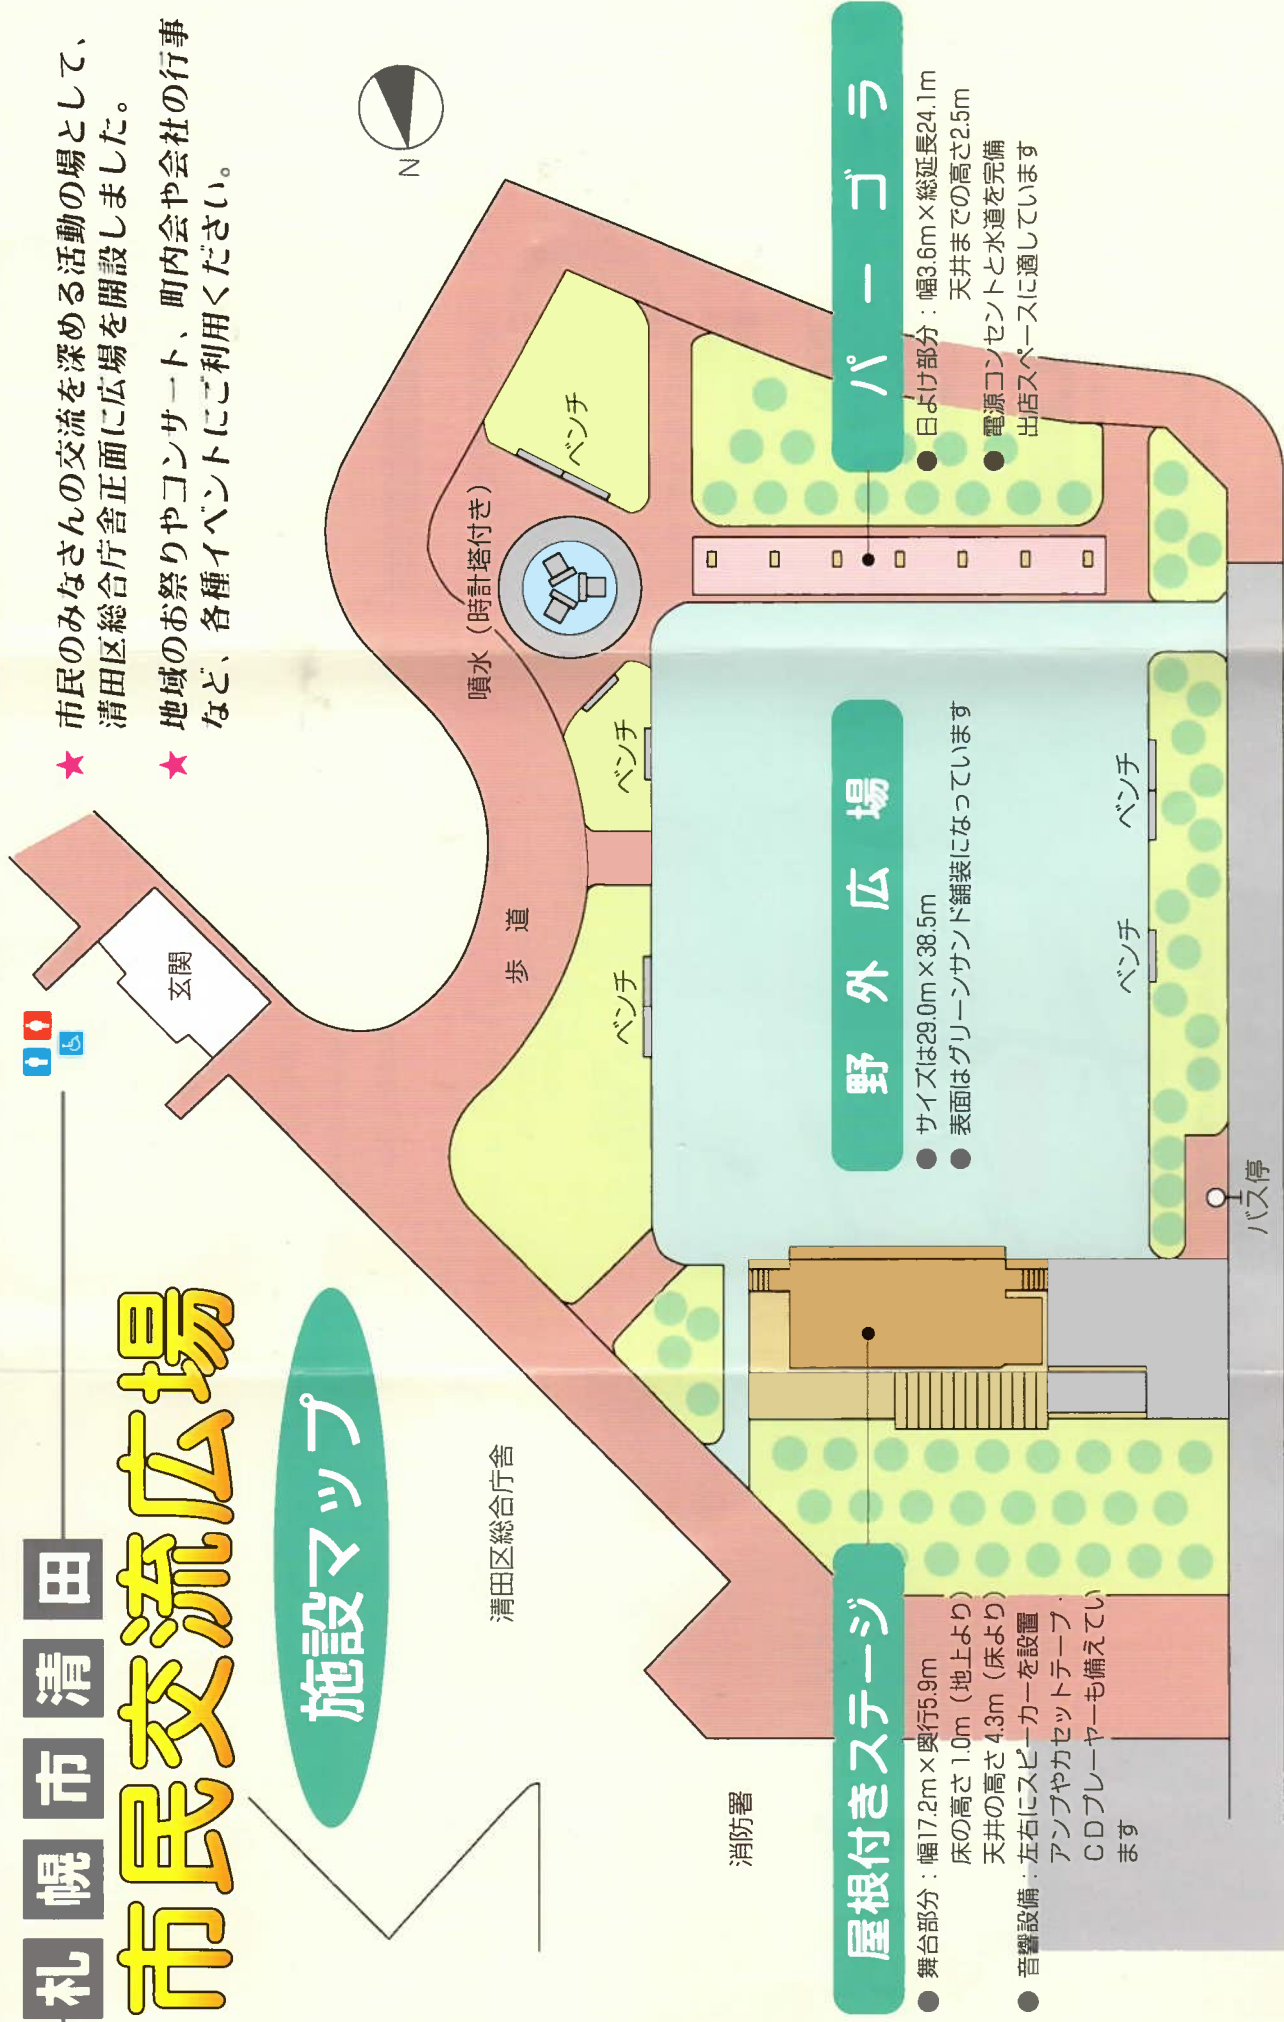 札幌市清田
市民交流広場
施設マップ
★ 市民のみなさんの交流を深める活動の場として、
清田区総合庁舎正面に広場を開設しました。
★ 地域のお祭りやコンサート、町内会や会社の行事
など、各種イベントにご利用ください。
N
玄関
清田区総合庁舎
消防署
歩道
噴水（時計塔付き）
ベンチ
ベンチ
ベンチ
ベンチ
ベンチ
バス停
屋根付きステージ
● 舞台部分：幅17.2m×奥行5.9m
床の高さ 1.0m（地上より）
天井の高さ 4.3m（床より）
● 音響設備：左右にスピーカーを設置
アンプやカセットテープ・
CDプレーヤーも備えてい
ます
野外広場
● サイズは29.0m×38.5m
● 表面はグリーンサンド舗装になっています
パーゴラ
● 日よけ部分：幅3.6m×総延長24.1m
天井までの高さ2.5m
● 電源コンセントと水道を完備
出店スペースに適しています